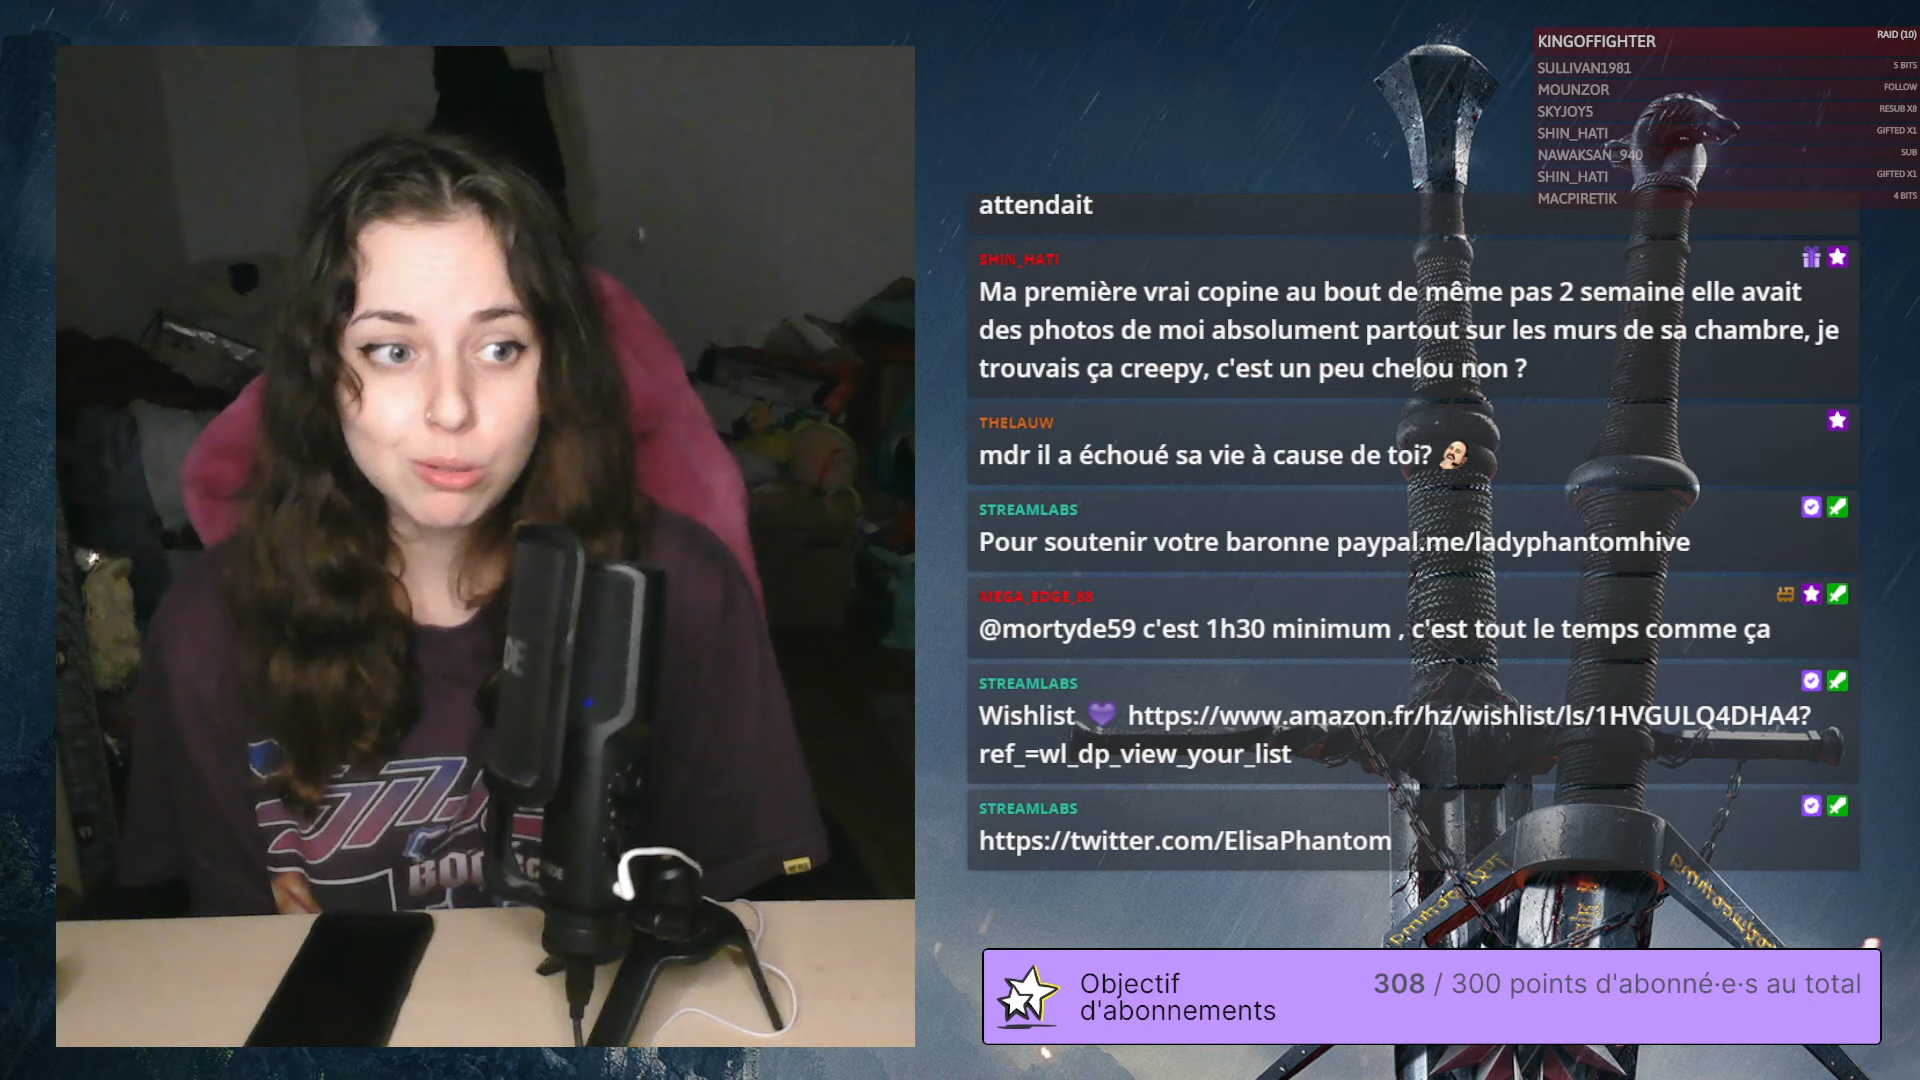 KINGOFFIGHTER RAID (10)
SULLIVAN1981 5 BITS
MOUNZOR FOLLOW
SKYJOY5 RESUB X8
SHIN_HATI GIFTED X1
NAWAKSAN_940 SUB
SHIN_HATI GIFTED X1
MACPIRETIK 4 BITS
attendait
SHIN_HATI
Ma première vrai copine au bout de même pas 2 semaine elle avait
des photos de moi absolument partout sur les murs de sa chambre, je
trouvais ça creepy, c'est un peu chelou non ?
THELAUW
mdr il a échoué sa vie à cause de toi?
STREAMLABS
Pour soutenir votre baronne paypal.me/ladyphantomhive
MEGA_EDGE_88
@mortyde59 c'est 1h30 minimum , c'est tout le temps comme ça
STREAMLABS
Wishlist 💜 https://www.amazon.fr/hz/wishlist/ls/1HVGULQ4DHA4?
ref_=wl_dp_view_your_list
STREAMLABS
https://twitter.com/ElisaPhantom
Objectif
d'abonnements
308 / 300 points d'abonné·e·s au total